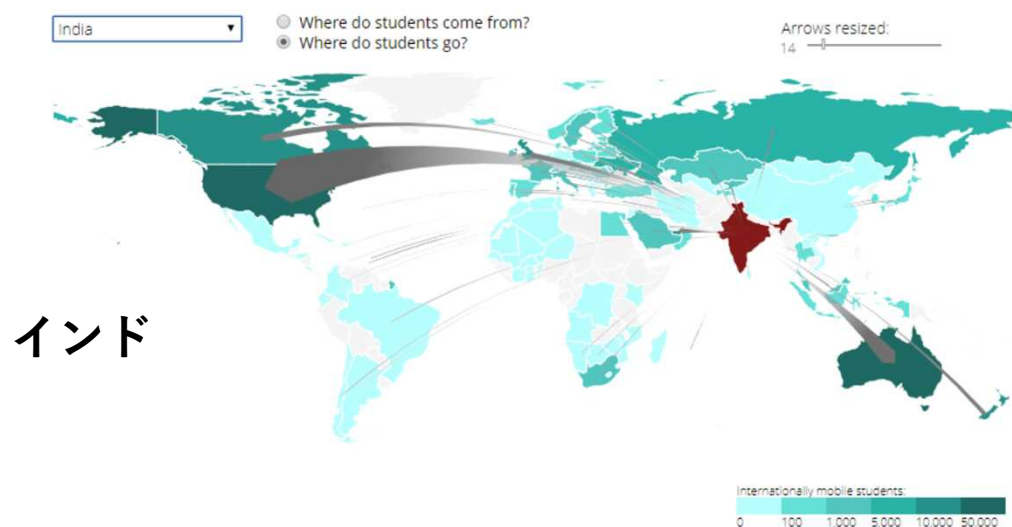 India
Where do students come from?
Where do students go?
Arrows resized:
14
インド
Internationally mobile students:
0 100 1,000 5,000 10,000 50,000